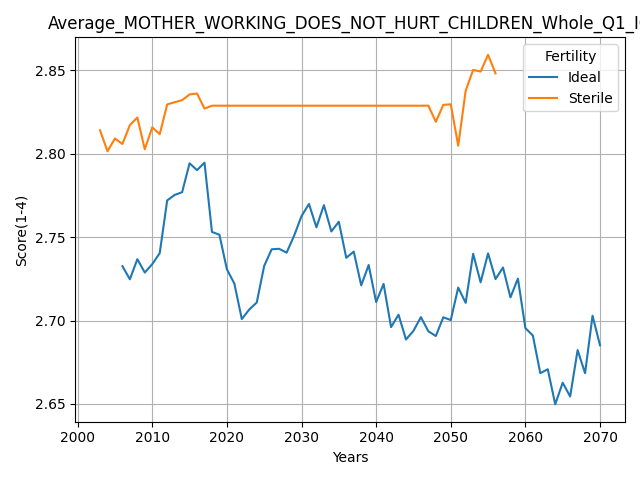 Average_MOTHER_WORKING_DOES_NOT_HURT_CHILDREN_Whole_Q1_I
Fertility
Ideal
Sterile
Score(1-4)
2.85
2.80
2.75
2.70
2.65
2000 2010 2020 2030 2040 2050 2060 2070
Years